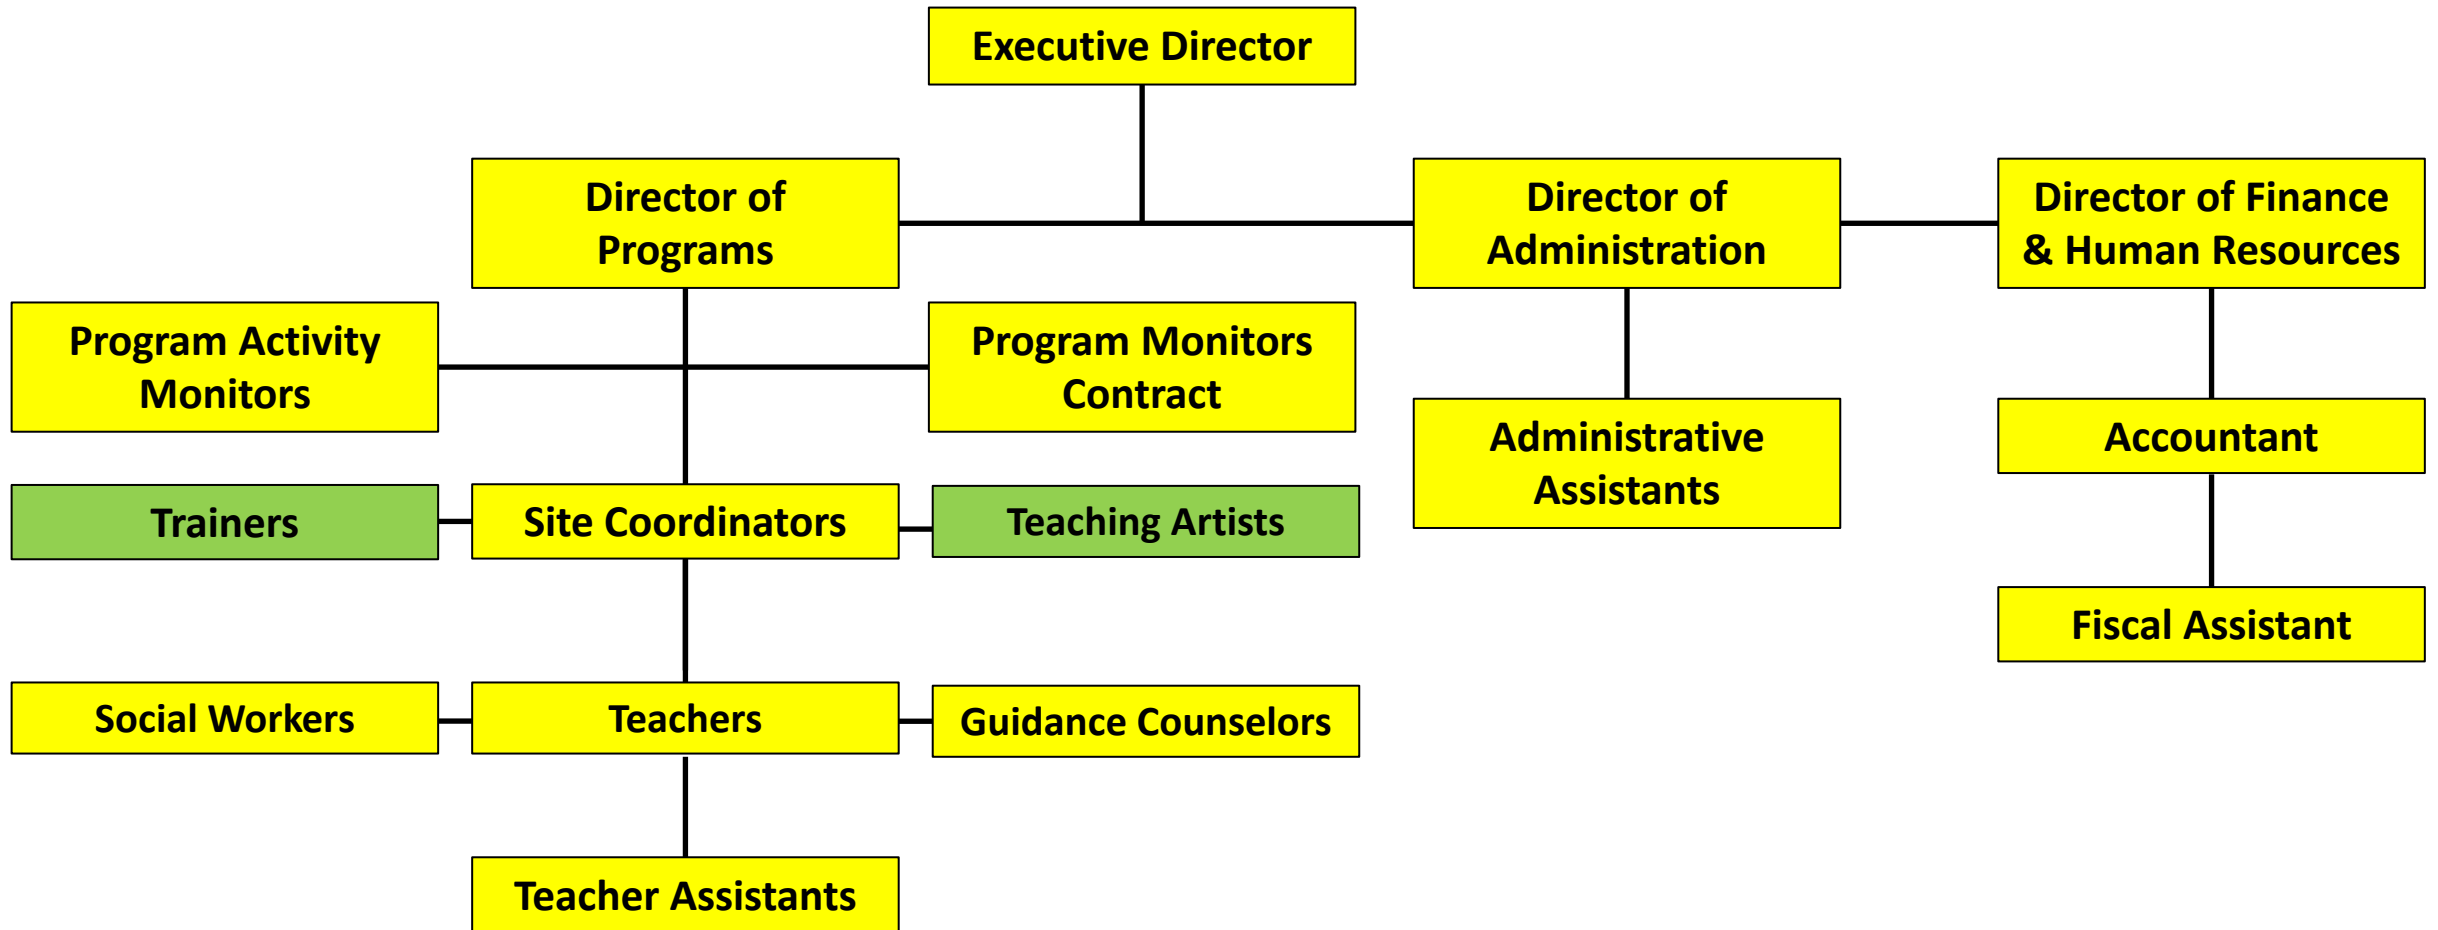 Executive Director
Director of
Programs
Director of
Administration
Director of Finance
& Human Resources
Program Activity
Monitors
Program Monitors
Contract
Administrative
Assistants
Accountant
Trainers
Site Coordinators
Teaching Artists
Fiscal Assistant
Social Workers
Teachers
Guidance Counselors
Teacher Assistants